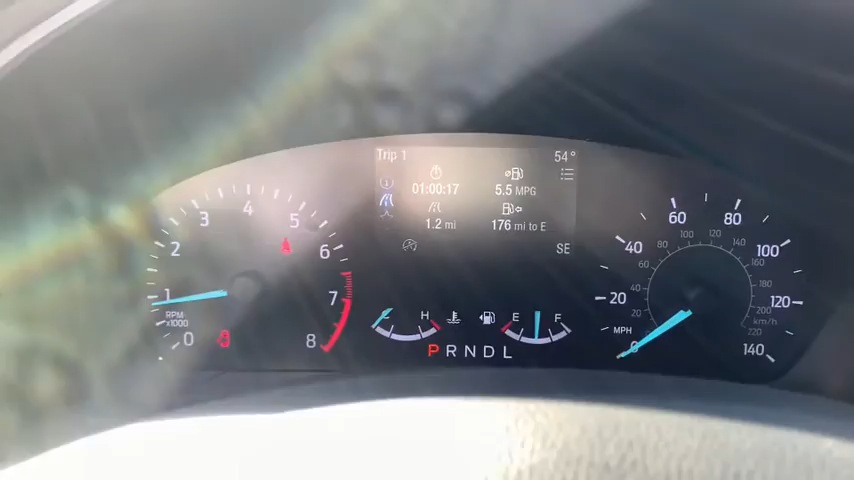 Trip 1
54°
01:00:17
5.5 MPG
1.2 mi
176 mi to E
SE
0
1
2
3
4
5
6
7
8
RPM
x1000
C
H
E
F
P R N D L
0
20
40
60
80
100
120
140
MPH
20
40
60
80
100
120
140
160
180
200
220
km/h